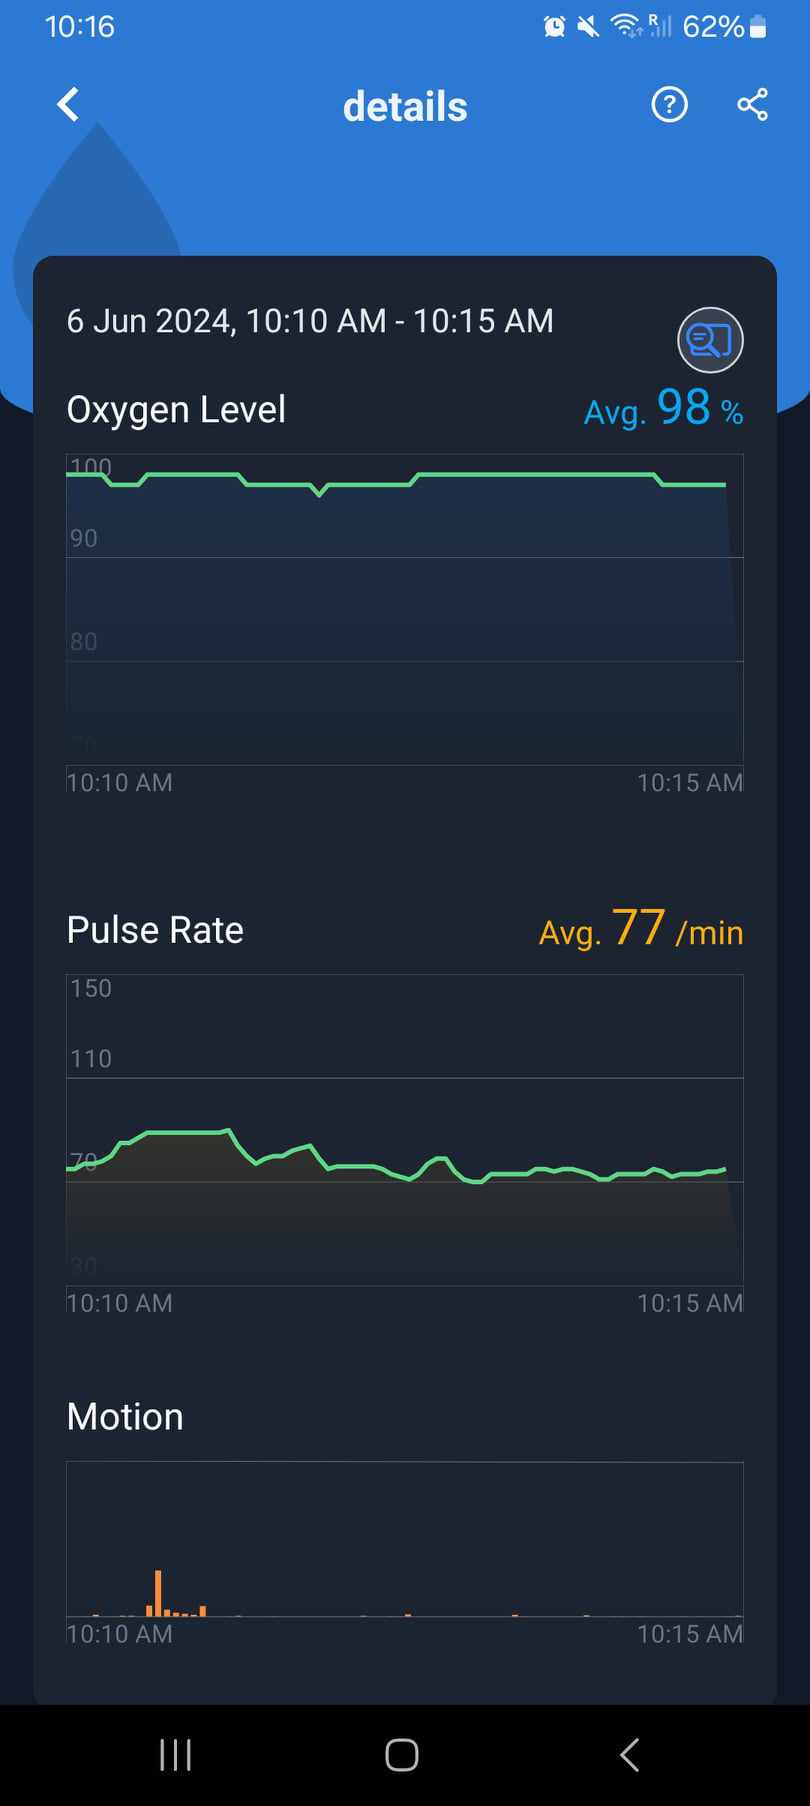 10:16
R
62%
details
?
6 Jun 2024, 10:10 AM - 10:15 AM
Oxygen Level
Avg. 98 %
100
90
80
70
10:10 AM
10:15 AM
Pulse Rate
Avg. 77 /min
150
110
70
30
10:10 AM
10:15 AM
Motion
10:10 AM
10:15 AM